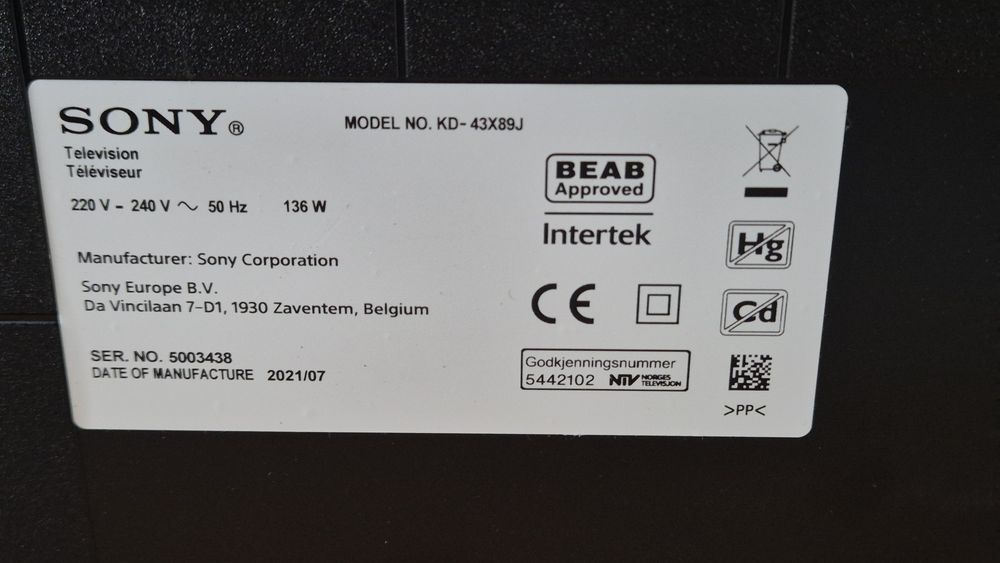 SONY®
MODEL NO. KD- 43X89J
Television
Téléviseur
220 V – 240 V ～ 50 Hz 136 W
Manufacturer: Sony Corporation
Sony Europe B.V.
Da Vincilaan 7-D1, 1930 Zaventem, Belgium
SER. NO. 5003438
DATE OF MANUFACTURE 2021/07
BEAB
Approved
Intertek
CE
Godkjenningsnummer
5442102 NTV NORGES
TELEVISJON
Hg
Cd
>PP<